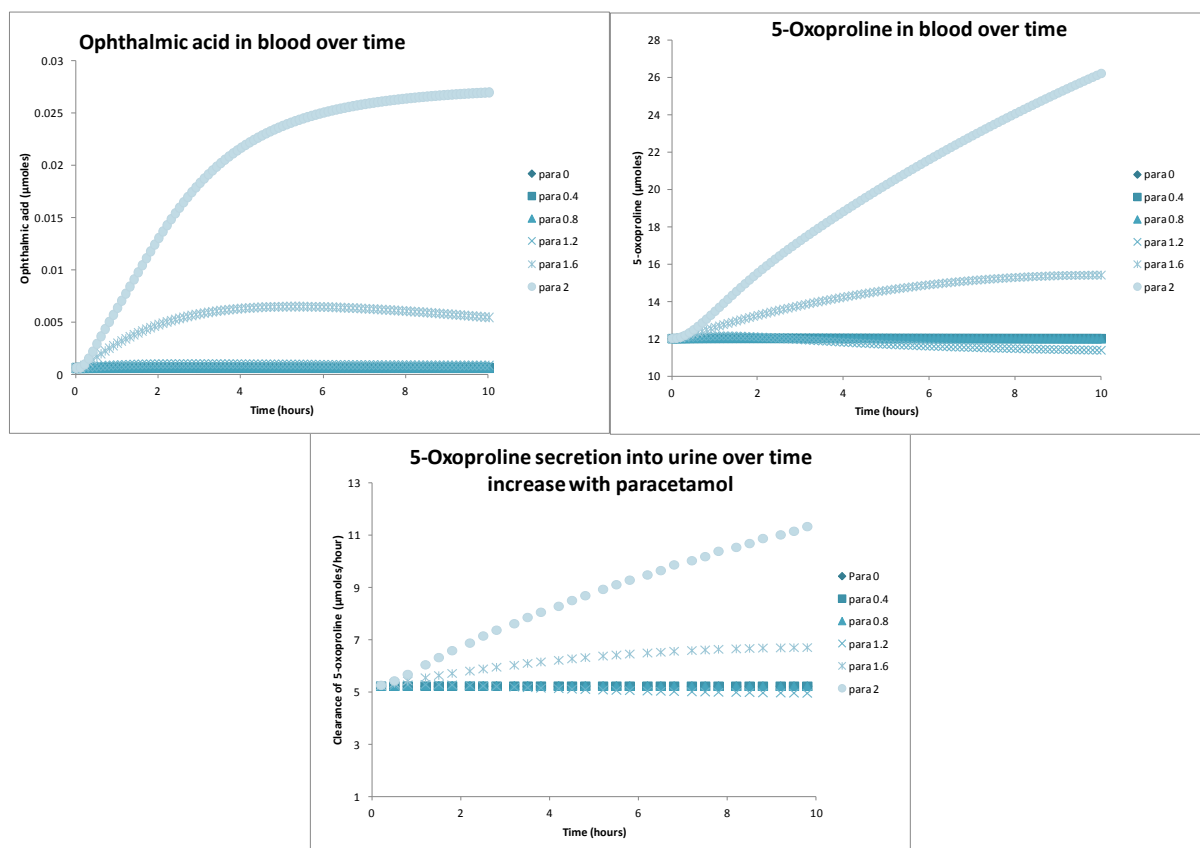 Ophthalmic acid in blood over time
0.03
0.025
0.02
0.015
0.01
0.005
0
Ophthalmic acid (µmoles)
0 2 4 6 8 10
Time (hours)
para 0
para 0.4
para 0.8
para 1.2
para 1.6
para 2
5-Oxoproline in blood over time
28
26
24
22
20
18
16
14
12
10
5-oxoproline (µmoles)
0 2 4 6 8 10
Time (hours)
para 0
para 0.4
para 0.8
para 1.2
para 1.6
para 2
5-Oxoproline secretion into urine over time
increase with paracetamol
13
11
9
7
5
3
1
Clearance of 5-oxoproline (µmoles/hour)
0 2 4 6 8 10
Time (hours)
Para 0
para 0.4
para 0.8
para 1.2
para 1.6
para 2